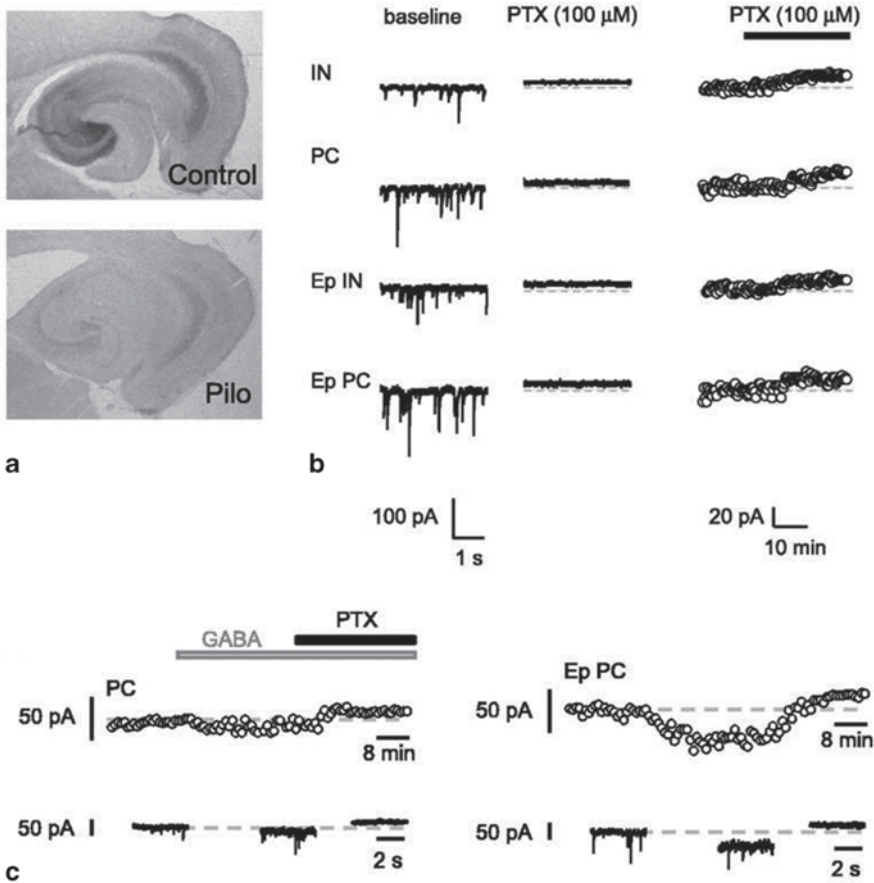 Control
Pilo
a
baseline
PTX (100 μM)
PTX (100 μM)
IN
PC
Ep IN
Ep PC
b
100 pA
1 s
20 pA
10 min
GABA
PTX
PC
50 pA
8 min
50 pA
2 s
Ep PC
50 pA
8 min
50 pA
2 s
c